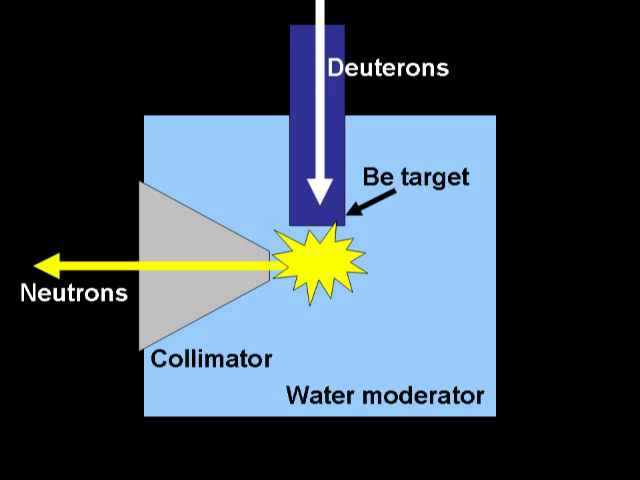 Deuterons
Be target
Neutrons
Collimator
Water moderator